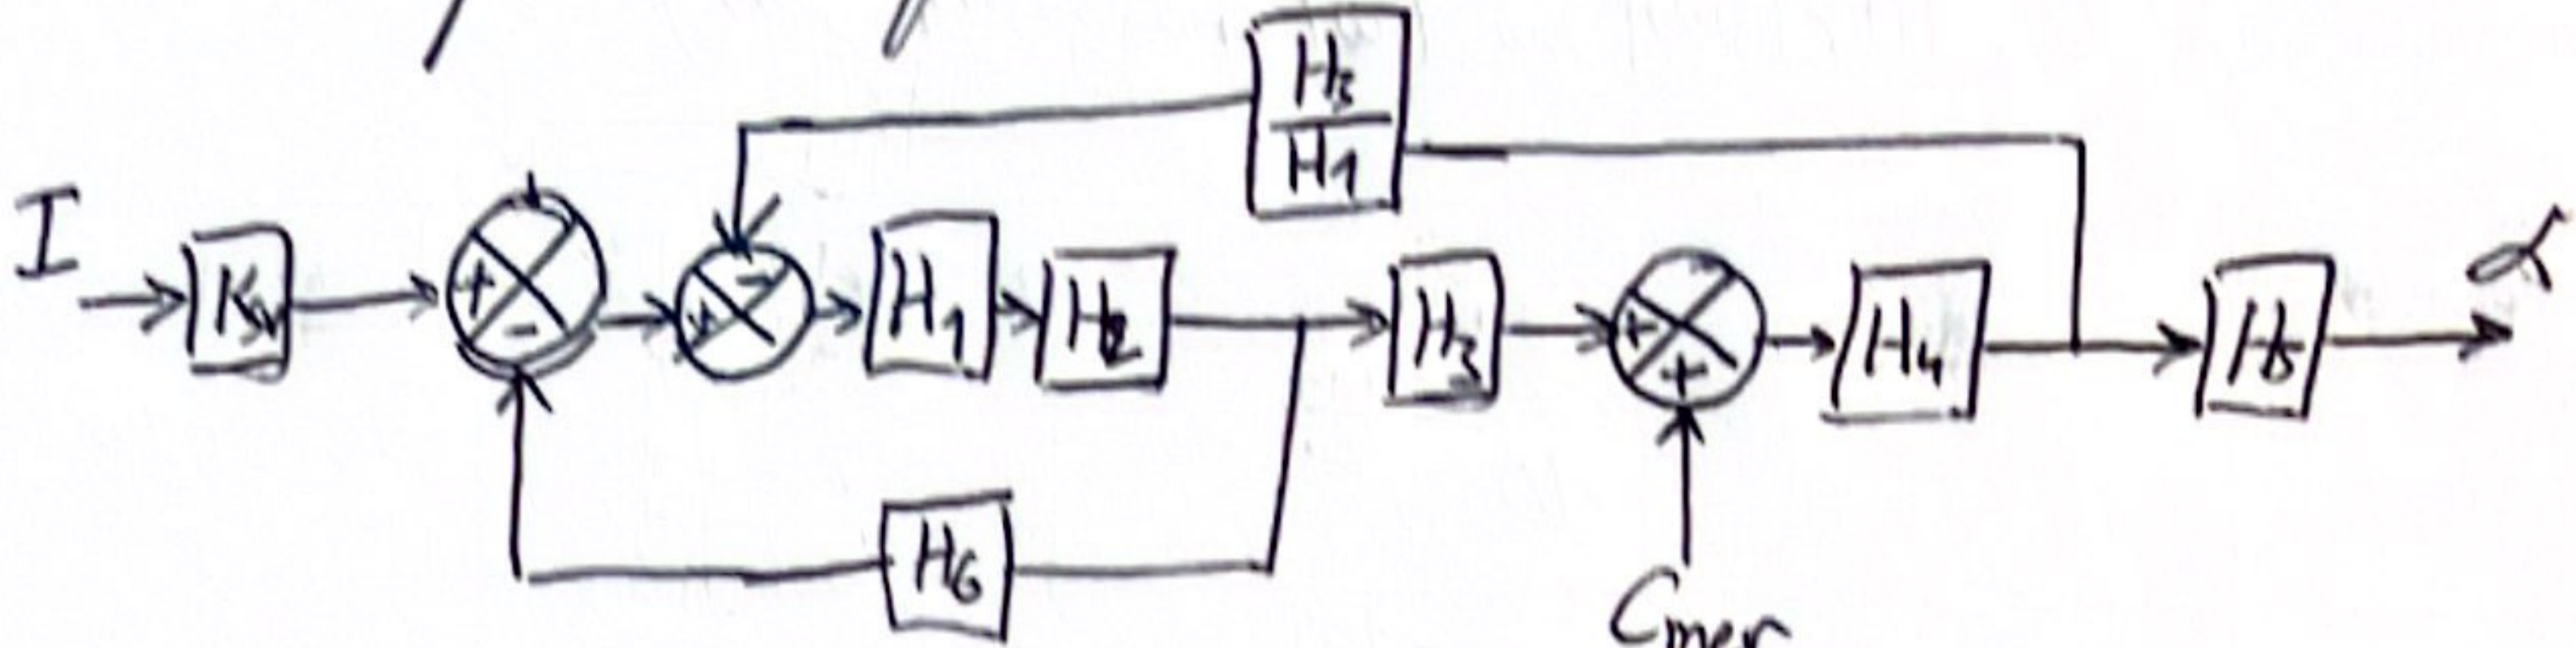 H3
H1
I
Kv
+
-
+
-
H1
H2
H3
+
+
H4
H5
α
H6
Cmer